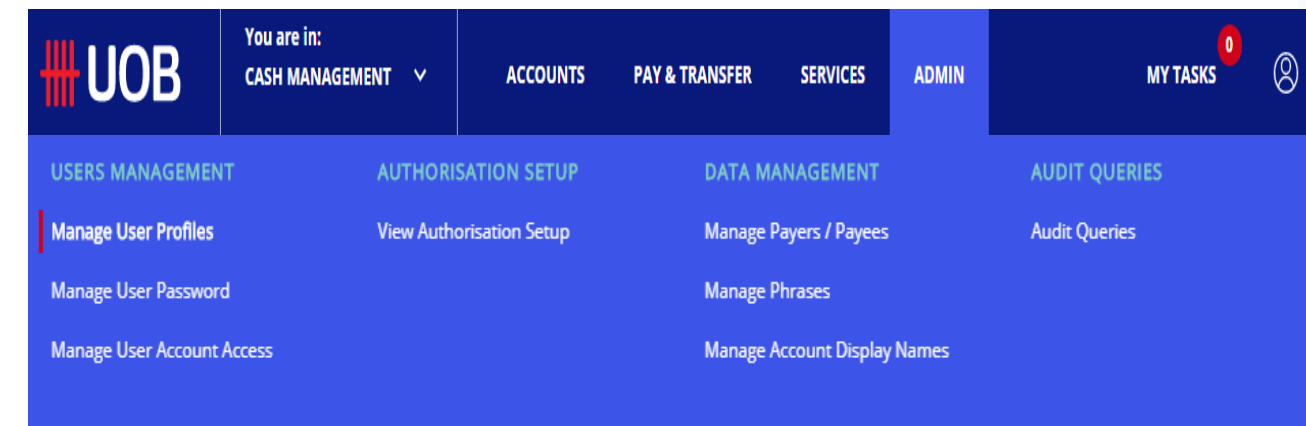 UOB
You are in:
CASH MANAGEMENT
ACCOUNTS
PAY & TRANSFER
SERVICES
ADMIN
MY TASKS
0
USERS MANAGEMENT
Manage User Profiles
Manage User Password
Manage User Account Access
AUTHORISATION SETUP
View Authorisation Setup
DATA MANAGEMENT
Manage Payers / Payees
Manage Phrases
Manage Account Display Names
AUDIT QUERIES
Audit Queries